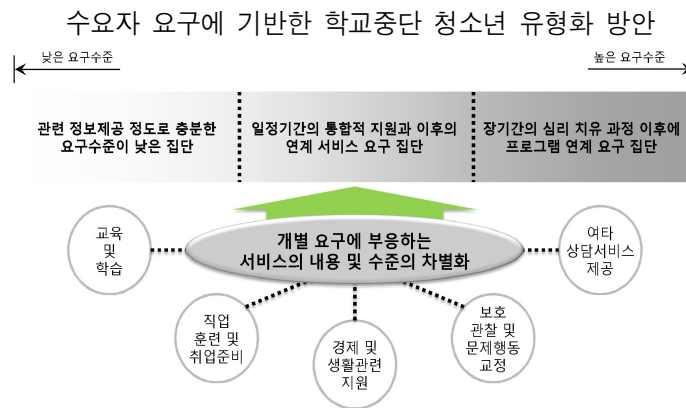 수요자 요구에 기반한 학교중단 청소년 유형화 방안
낮은 요구수준
높은 요구수준
관련 정보제공 정도로 충분한
요구수준이 낮은 집단
일정기간의 통합적 지원과 이후의
연계 서비스 요구 집단
장기간의 심리 치유 과정 이후에
프로그램 연계 요구 집단
개별 요구에 부응하는
서비스의 내용 및 수준의 차별화
교육
및
학습
직업
훈련 및
취업준비
경제 및
생활관련
지원
보호
관찰 및
문제행동
교정
여타
상담서비스
제공